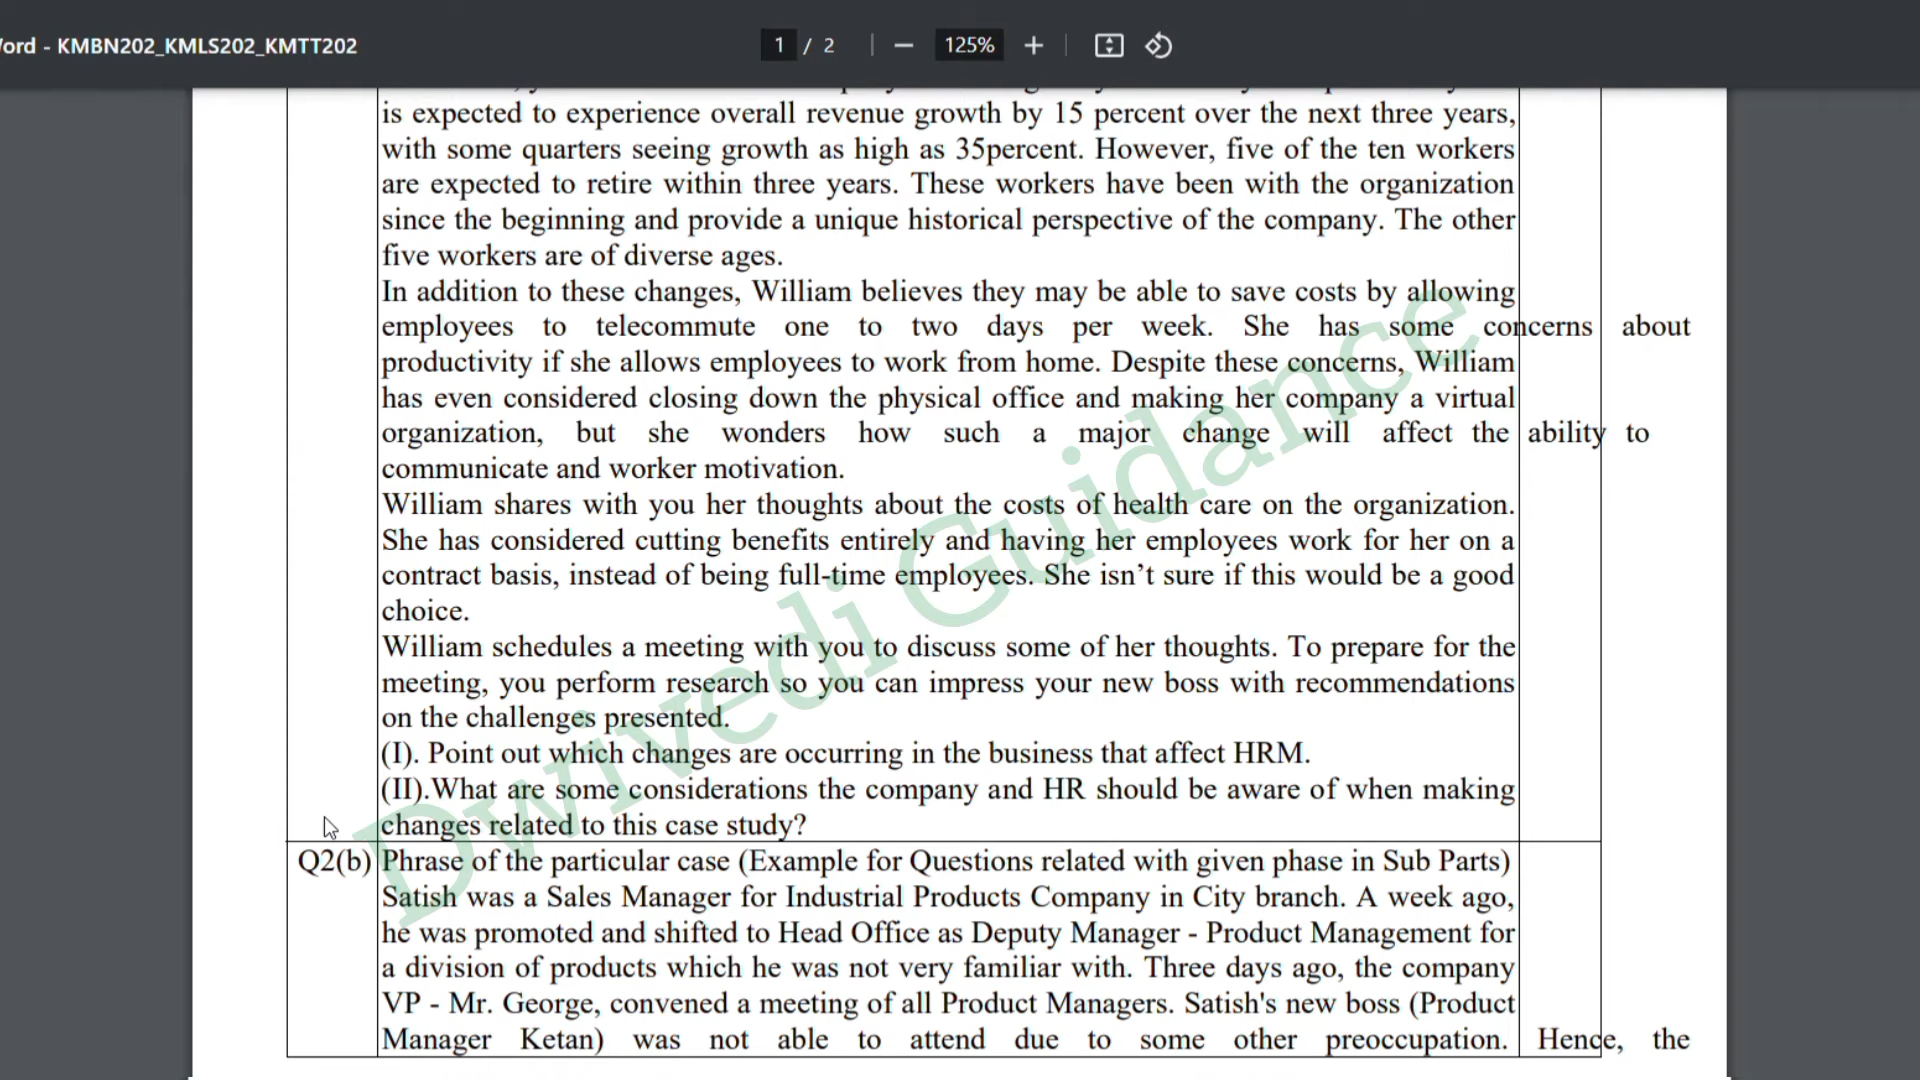 Word - KMBN202_KMLS202_KMTT202
1 / 2
125%
is expected to experience overall revenue growth by 15 percent over the next three years,
with some quarters seeing growth as high as 35percent. However, five of the ten workers
are expected to retire within three years. These workers have been with the organization
since the beginning and provide a unique historical perspective of the company. The other
five workers are of diverse ages.
In addition to these changes, William believes they may be able to save costs by allowing
employees to telecommute one to two days per week. She has some concerns about
productivity if she allows employees to work from home. Despite these concerns, William
has even considered closing down the physical office and making her company a virtual
organization, but she wonders how such a major change will affect the ability to
communicate and worker motivation.
William shares with you her thoughts about the costs of health care on the organization.
She has considered cutting benefits entirely and having her employees work for her on a
contract basis, instead of being full-time employees. She isn’t sure if this would be a good
choice.
William schedules a meeting with you to discuss some of her thoughts. To prepare for the
meeting, you perform research so you can impress your new boss with recommendations
on the challenges presented.
(I). Point out which changes are occurring in the business that affect HRM.
(II).What are some considerations the company and HR should be aware of when making
changes related to this case study?
Q2(b) Phrase of the particular case (Example for Questions related with given phase in Sub Parts)
Satish was a Sales Manager for Industrial Products Company in City branch. A week ago,
he was promoted and shifted to Head Office as Deputy Manager - Product Management for
a division of products which he was not very familiar with. Three days ago, the company
VP - Mr. George, convened a meeting of all Product Managers. Satish's new boss (Product
Manager Ketan) was not able to attend due to some other preoccupation. Hence, the
Dwivedi Guidance